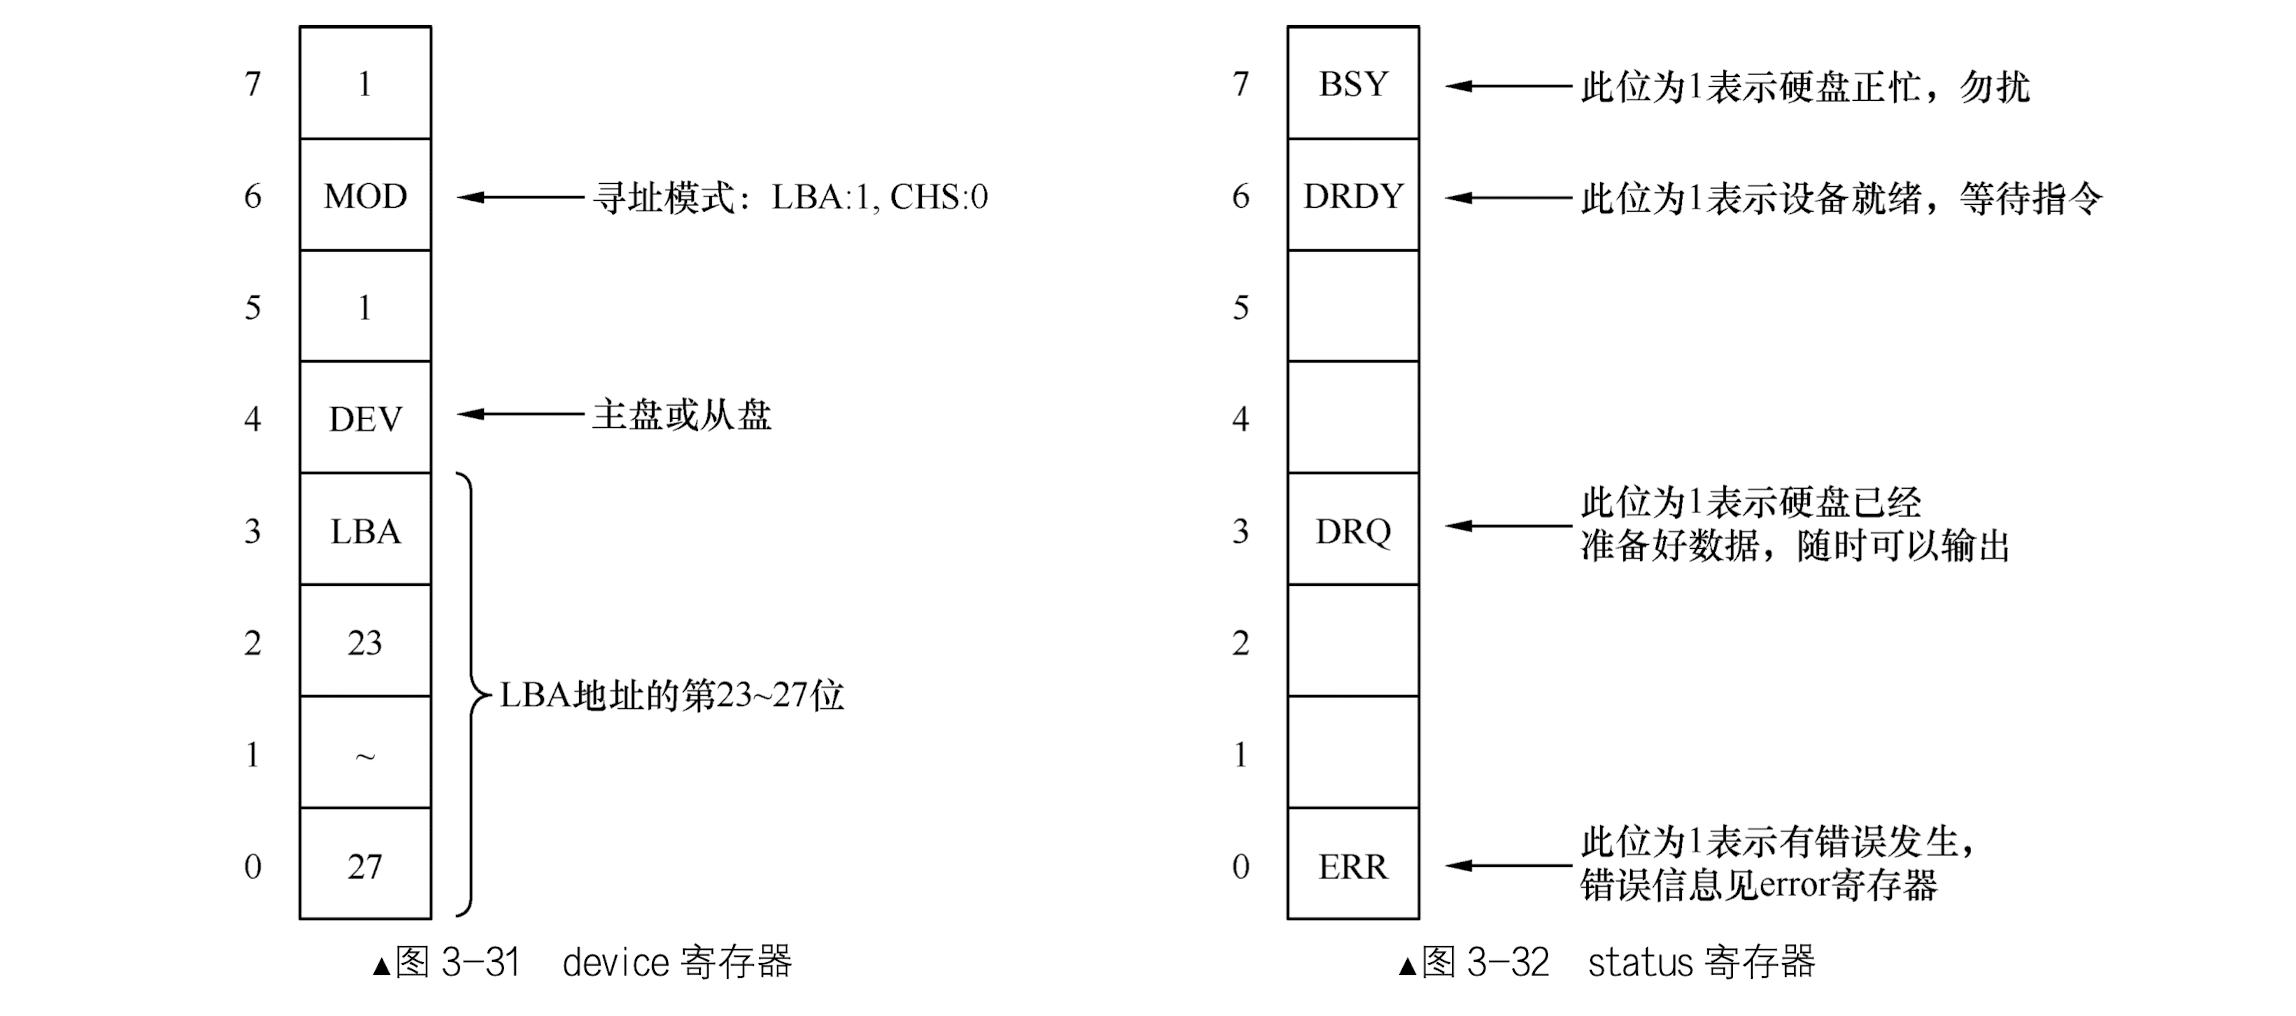 7 1
6 MOD 寻址模式：LBA:1, CHS:0
5 1
4 DEV 主盘或从盘
3 LBA
2 23
LBA地址的第23~27位
1 ~
0 27
▲图 3-31 device 寄存器
7 BSY 此位为1表示硬盘正忙，勿扰
6 DRDY 此位为1表示设备就绪，等待指令
5
4
3 DRQ 此位为1表示硬盘已经
准备好数据，随时可以输出
2
1
0 ERR 此位为1表示有错误发生，
错误信息见error寄存器
▲图 3-32 status 寄存器